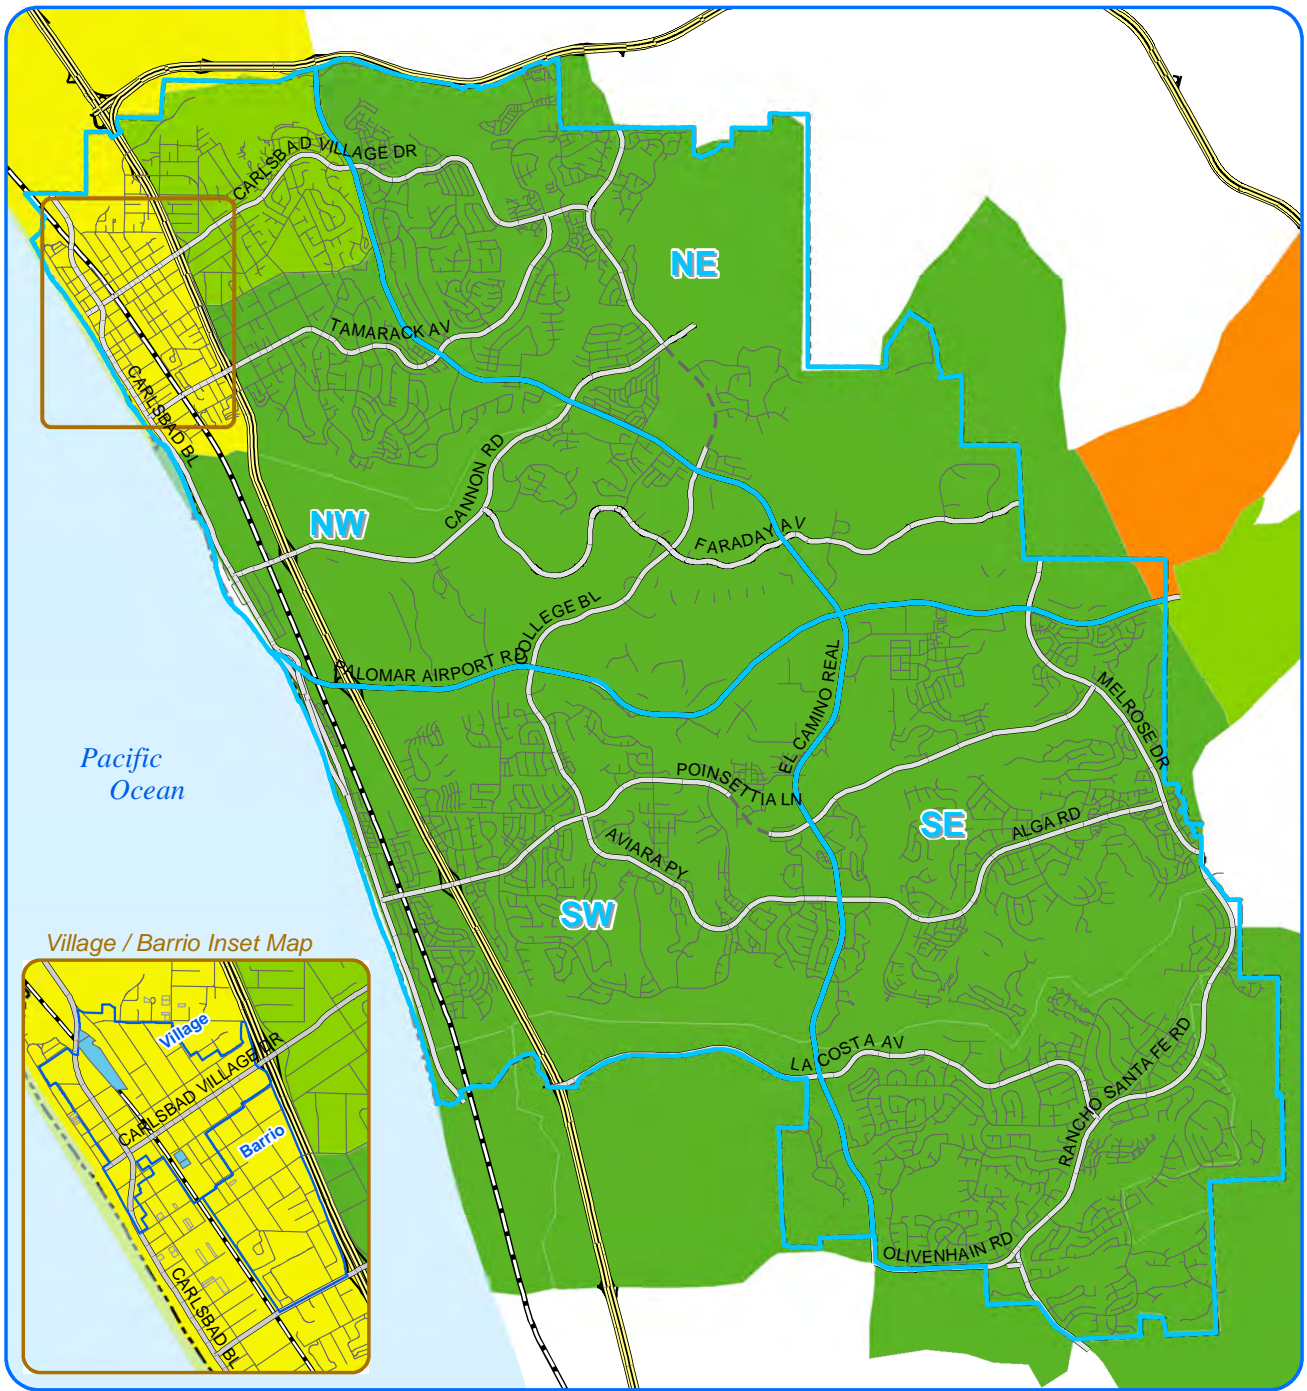 CARLSBAD VILLAGE DR
NE
TAMARACK AV
CARLSBAD BL
CANNON RD
NW
FARADAY AV
COLLEGE BL
PALOMAR AIRPORT RD
EL CAMINO REAL
MELROSE DR
Pacific
Ocean
POINSETTIA LN
SE
ALGA RD
AVIARA PY
SW
Village / Barrio Inset Map
Village
CARLSBAD VILLAGE DR
Barrio
CARLSBAD BL
LA COSTA AV
RANCHO SANTA FE RD
OLIVENHAIN RD